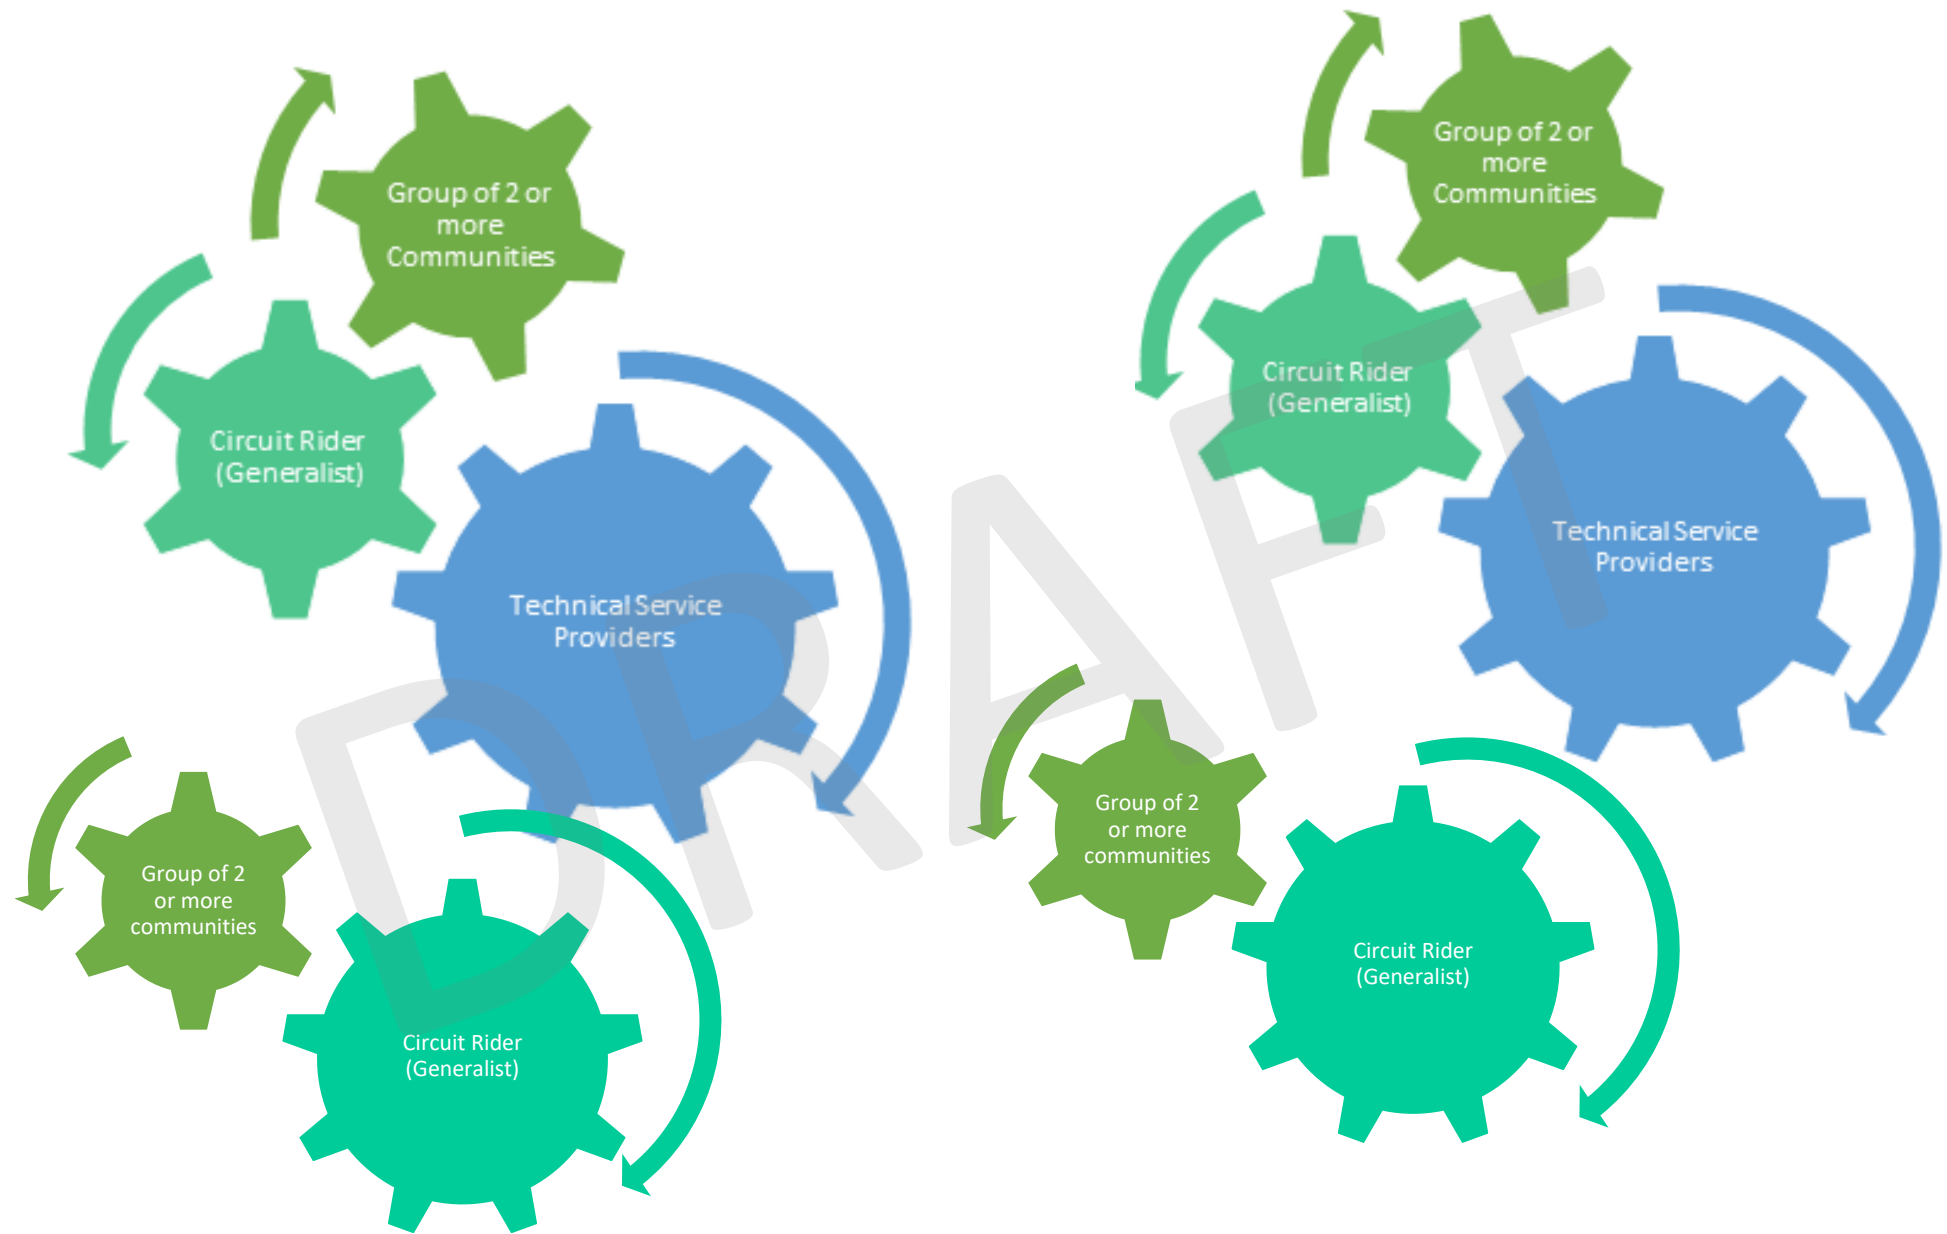 Group of 2 or
more
Communities
Circuit Rider
(Generalist)
Technical Service
Providers
Group of 2
or more
communities
Circuit Rider
(Generalist)
Group of 2 or
more
Communities
Circuit Rider
(Generalist)
Technical Service
Providers
Group of 2
or more
communities
Circuit Rider
(Generalist)
DRAFT